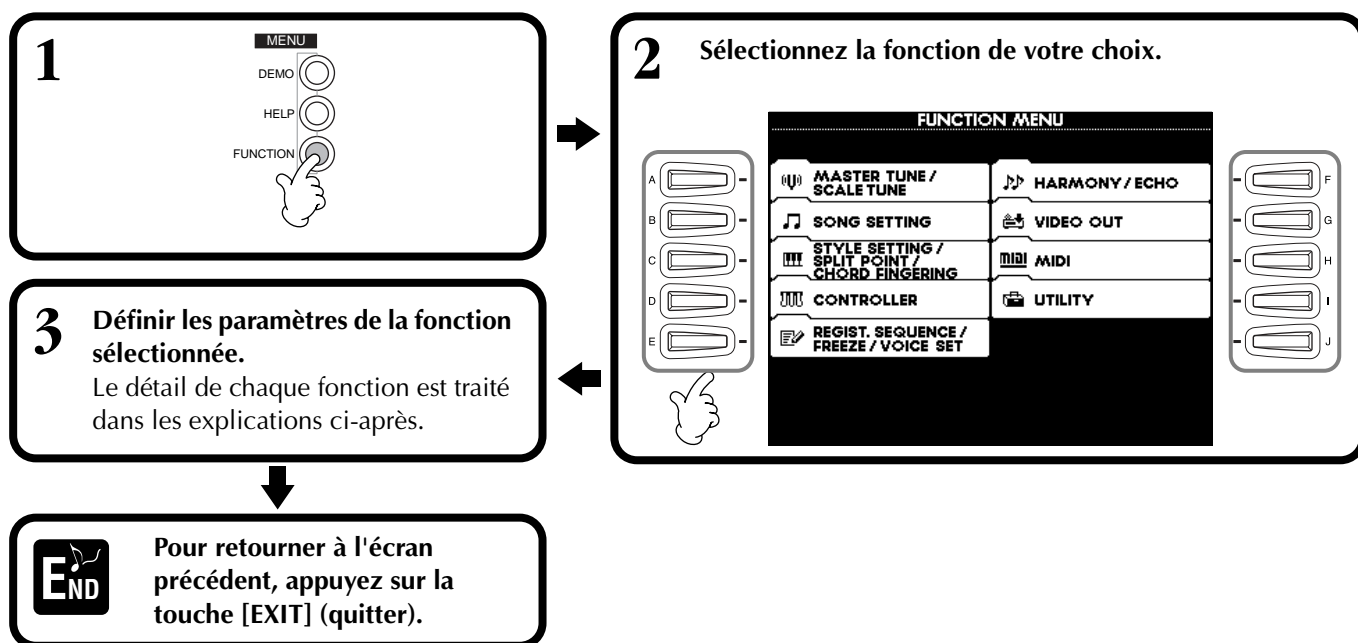 1
MENU
DEMO
HELP
FUNCTION
2 Sélectionnez la fonction de votre choix.
FUNCTION MENU
A
MASTER TUNE /
SCALE TUNE
HARMONY / ECHO
F
B
SONG SETTING
VIDEO OUT
G
C
STYLE SETTING /
SPLIT POINT /
CHORD FINGERING
MIDI MIDI
H
D
CONTROLLER
UTILITY
I
E
REGIST. SEQUENCE /
FREEZE / VOICE SET
J
3 Définir les paramètres de la fonction
sélectionnée.
Le détail de chaque fonction est traité
dans les explications ci-après.
END
Pour retourner à l'écran
précédent, appuyez sur la
touche [EXIT] (quitter).